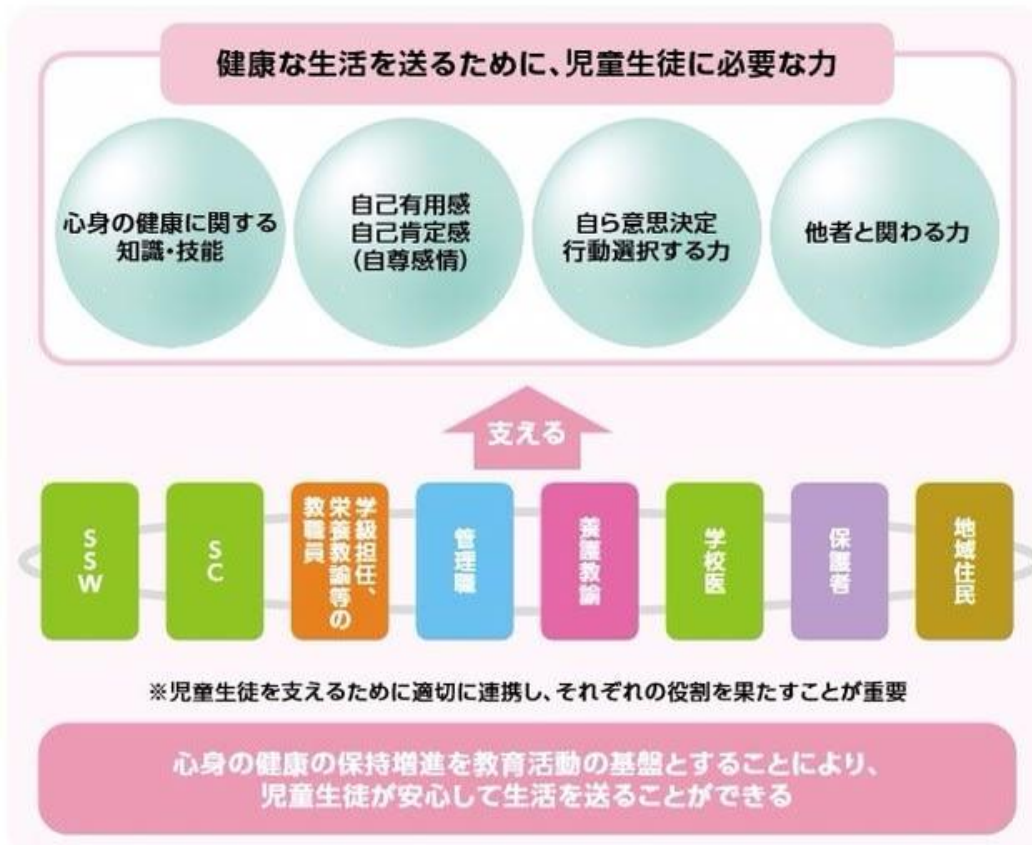 健康な生活を送るために、児童生徒に必要な力
心身の健康に関する
知識・技能
自己有用感
自己肯定感
(自尊感情)
自ら意思決定
行動選択する力
他者と関わる力
支える
SSW
SC
学級担任、
栄養教諭等の
教職員
管理職
養護教諭
学校医
保護者
地域住民
※児童生徒を支えるために適切に連携し、それぞれの役割を果たすことが重要
心身の健康の保持増進を教育活動の基盤とすることにより、
児童生徒が安心して生活を送ることができる